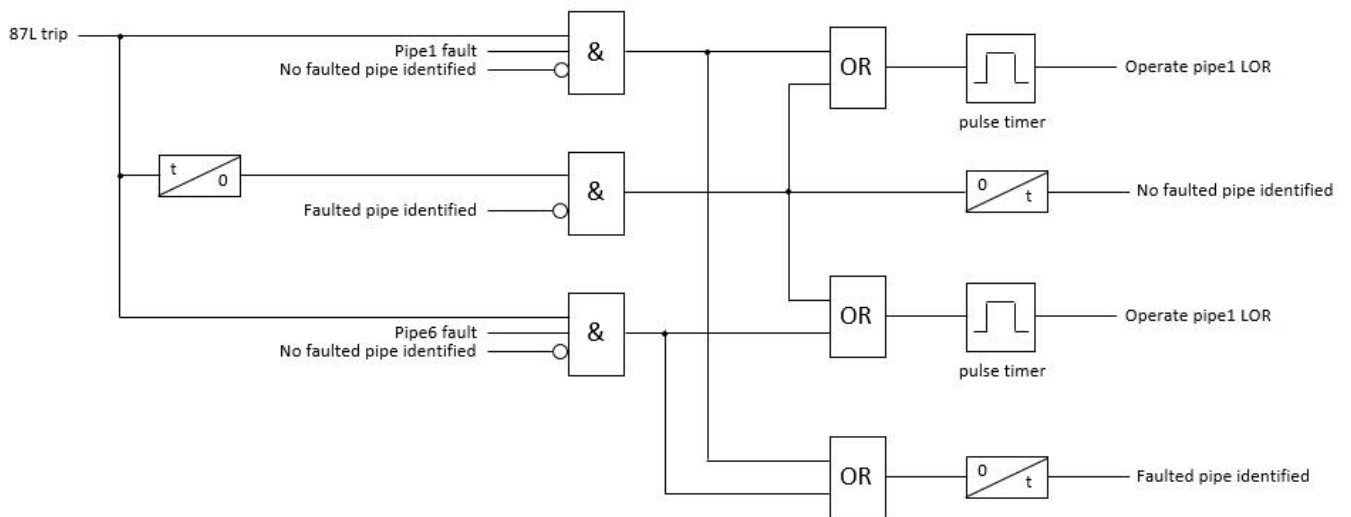 87L trip
Pipe1 fault
No faulted pipe identified
&
OR
Operate pipe1 LOR
pulse timer
t
0
Faulted pipe identified
&
0
t
No faulted pipe identified
Pipe6 fault
No faulted pipe identified
&
OR
Operate pipe1 LOR
pulse timer
OR
0
t
Faulted pipe identified